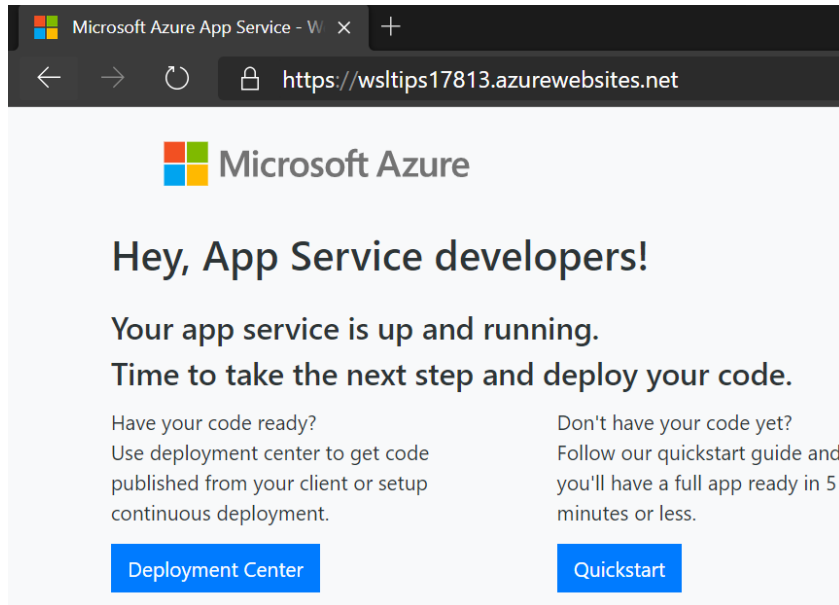 Microsoft Azure App Service - W
https://wsltips17813.azurewebsites.net
Microsoft Azure
Hey, App Service developers!
Your app service is up and running.
Time to take the next step and deploy your code.
Have your code ready?
Use deployment center to get code
published from your client or setup
continuous deployment.
Deployment Center
Don't have your code yet?
Follow our quickstart guide and
you'll have a full app ready in 5
minutes or less.
Quickstart